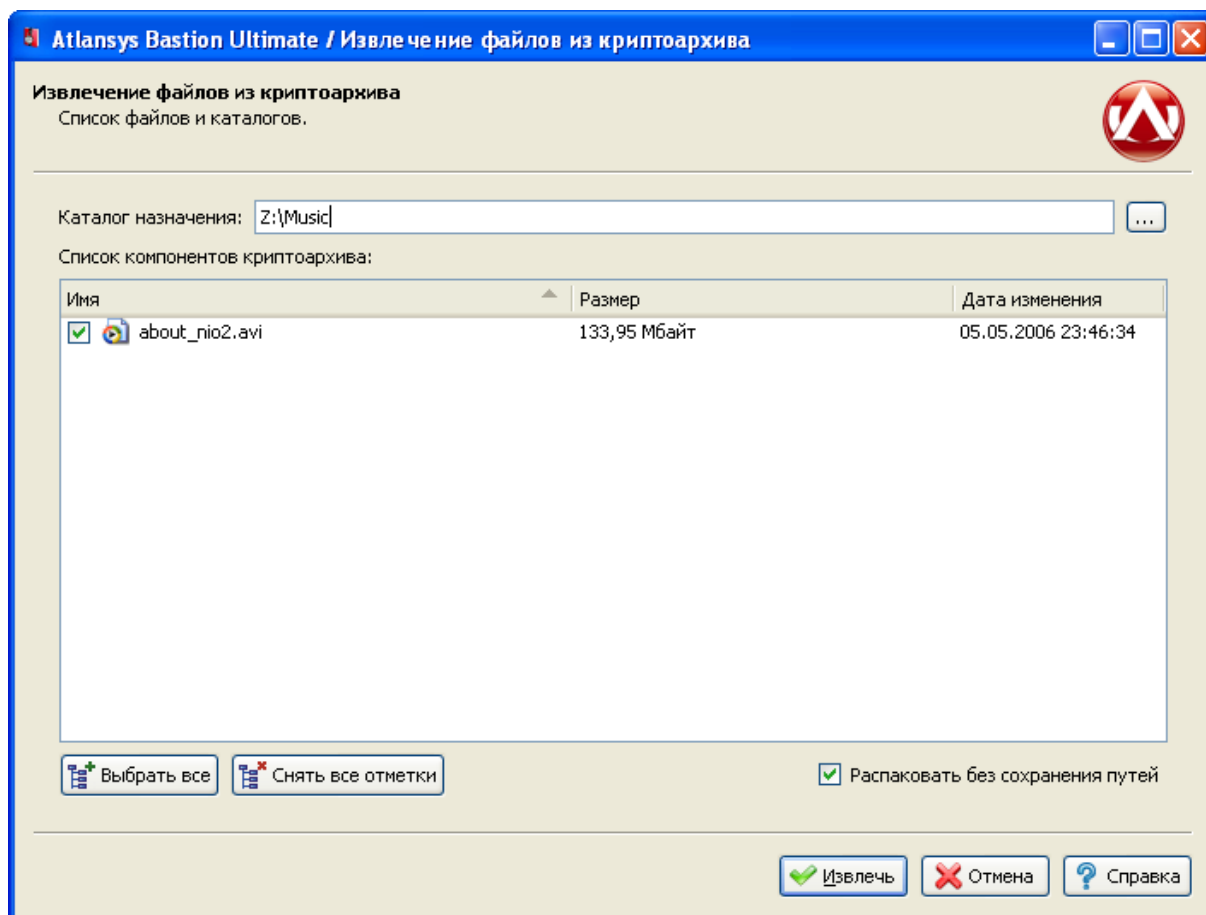 Atlansys Bastion Ultimate / Извлечение файлов из криптоархива
Извлечение файлов из криптоархива
Список файлов и каталогов.
Каталог назначения: Z:\Music ...
Список компонентов криптоархива:
Имя Размер Дата изменения
about_nio2.avi 133,95 Мбайт 05.05.2006 23:46:34
Выбрать все Снять все отметки Распаковать без сохранения путей
Извлечь Отмена Справка